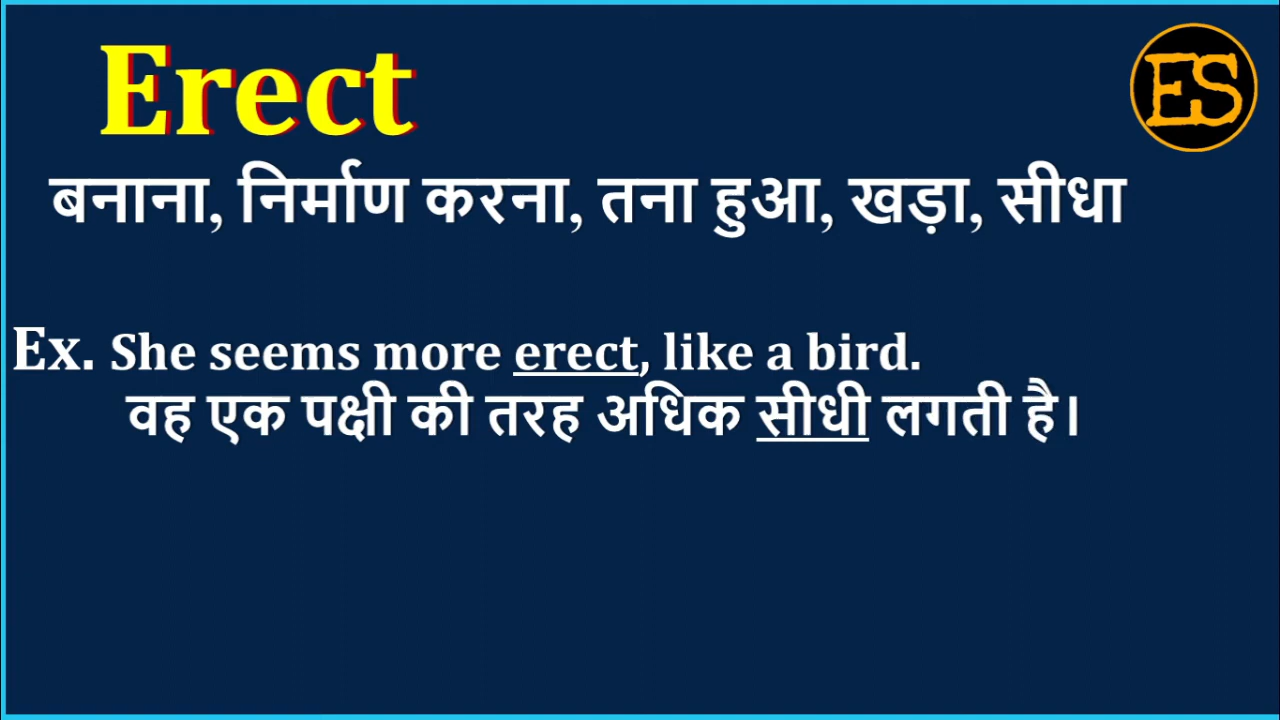 Erect
ES
बनाना, निर्माण करना, तना हुआ, खड़ा, सीधा
Ex. She seems more erect, like a bird.
वह एक पक्षी की तरह अधिक सीधी लगती है।